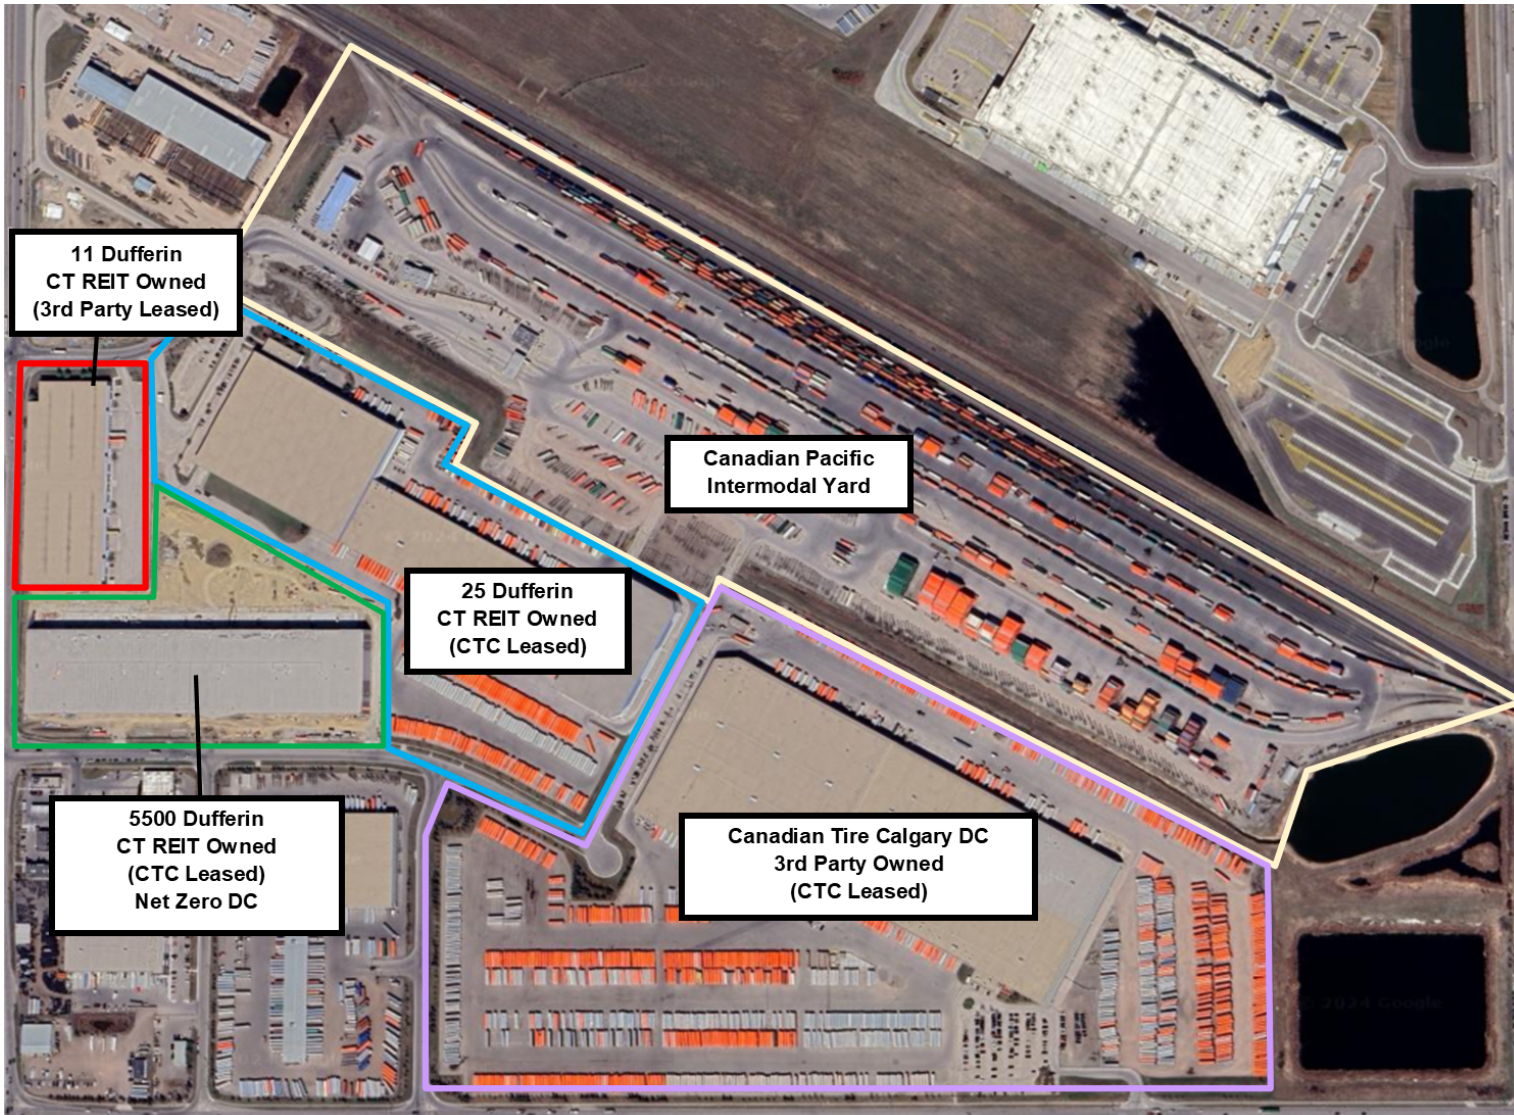 11 Dufferin
CT REIT Owned
(3rd Party Leased)
Canadian Pacific
Intermodal Yard
25 Dufferin
CT REIT Owned
(CTC Leased)
5500 Dufferin
CT REIT Owned
(CTC Leased)
Net Zero DC
Canadian Tire Calgary DC
3rd Party Owned
(CTC Leased)
© 2024 Google